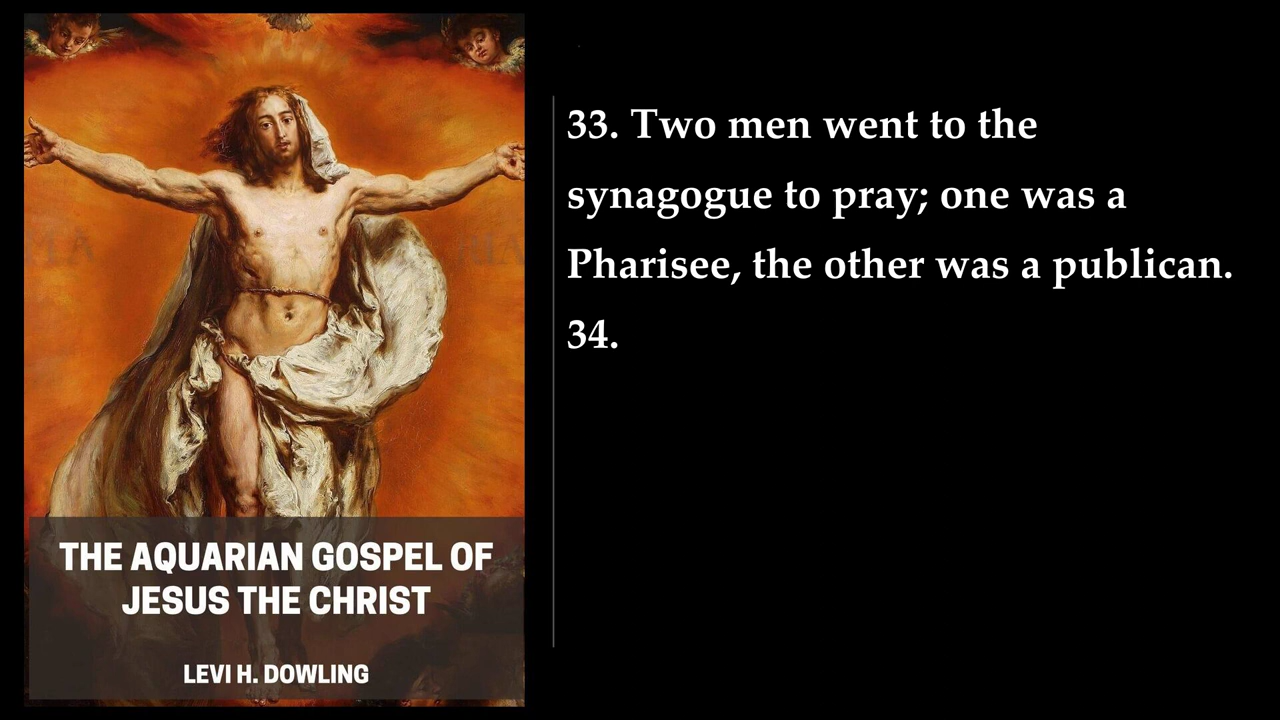 THE AQUARIAN GOSPEL OF
JESUS THE CHRIST
LEVI H. DOWLING
33. Two men went to the
synagogue to pray; one was a
Pharisee, the other was a publican.
34.